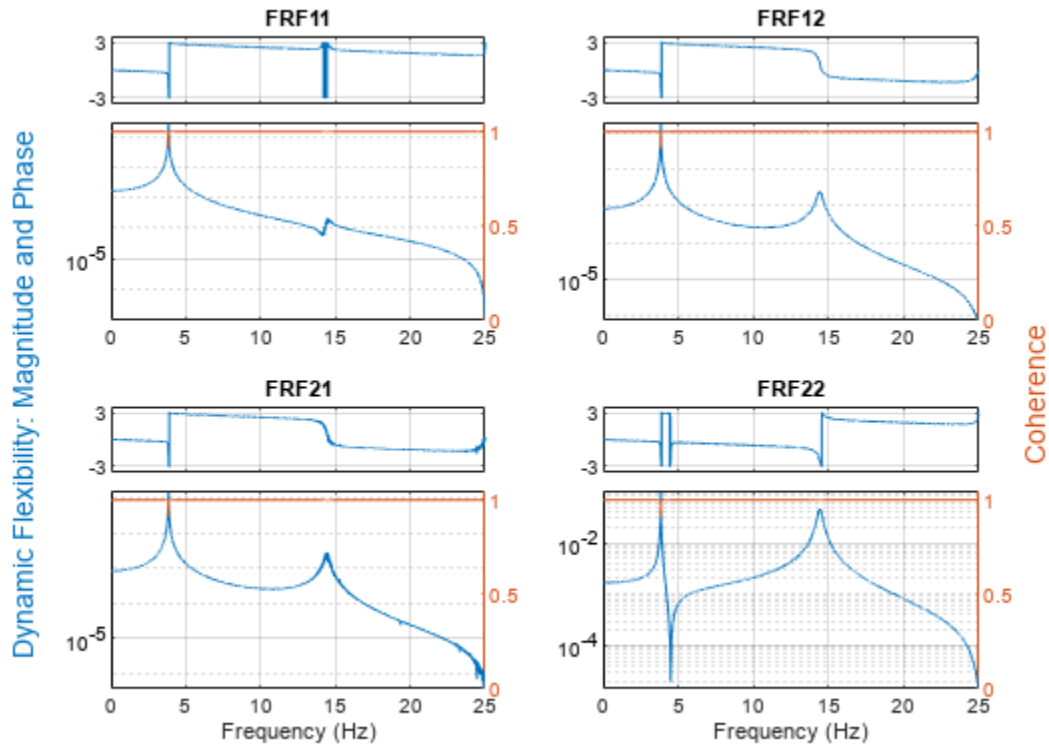 Dynamic Flexibility: Magnitude and Phase
FRF11
3
-3
10^-5
1
0.5
0
0 5 10 15 20 25
FRF12
3
-3
10^-5
1
0.5
0
0 5 10 15 20 25
FRF21
3
-3
10^-5
1
0.5
0
0 5 10 15 20 25
Frequency (Hz)
FRF22
3
-3
10^-2
10^-4
1
0.5
0
0 5 10 15 20 25
Frequency (Hz)
Coherence